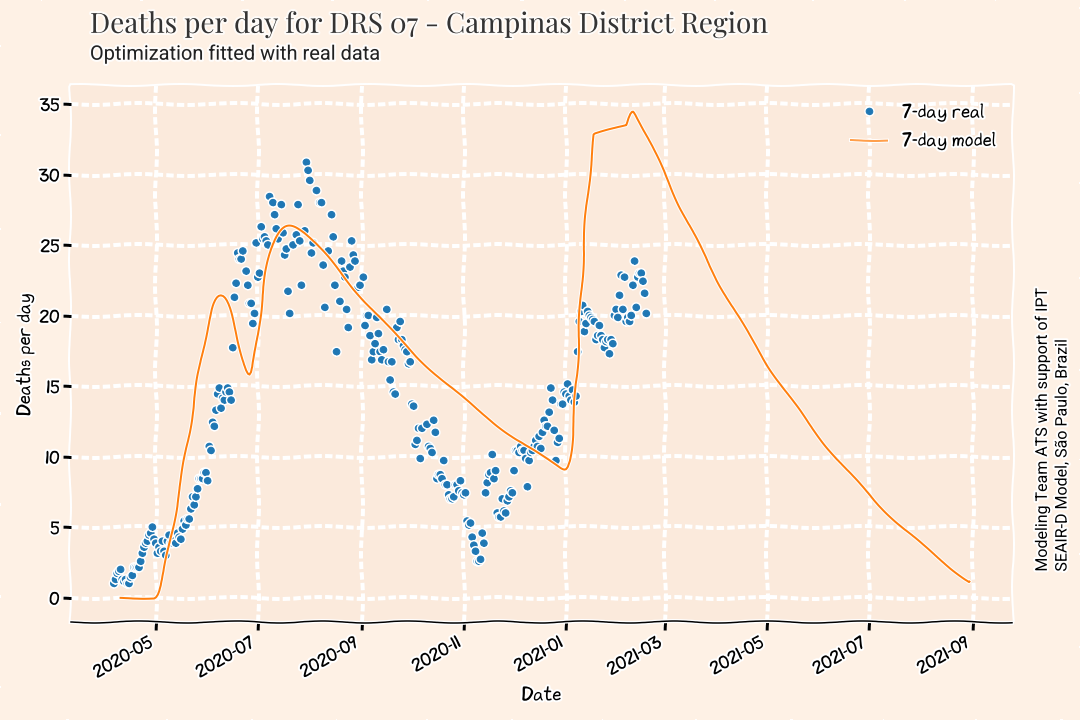 Deaths per day for DRS 07 - Campinas District Region
Optimization fitted with real data
7-day real
7-day model
35
30
25
20
15
10
5
0
Deaths per day
2020-05
2020-07
2020-09
2020-11
2021-01
2021-03
2021-05
2021-07
2021-09
Date
Modeling Team ATS with support of IPT
SEAIR-D Model, São Paulo, Brazil